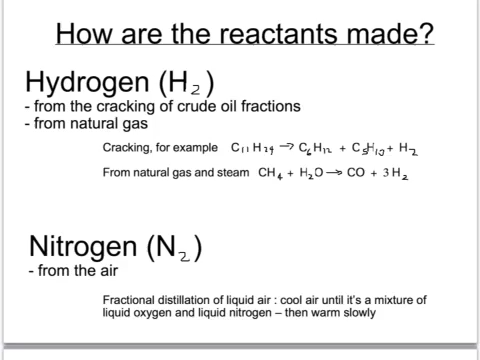 How are the reactants made?
Hydrogen (H₂)
- from the cracking of crude oil fractions
- from natural gas
Cracking, for example C₁₁H₂₄ → C₆H₁₂ + C₅H₁₀ + H₂
From natural gas and steam CH₄ + H₂O → CO + 3H₂
Nitrogen (N₂)
- from the air
Fractional distillation of liquid air : cool air until it's a mixture of
liquid oxygen and liquid nitrogen – then warm slowly